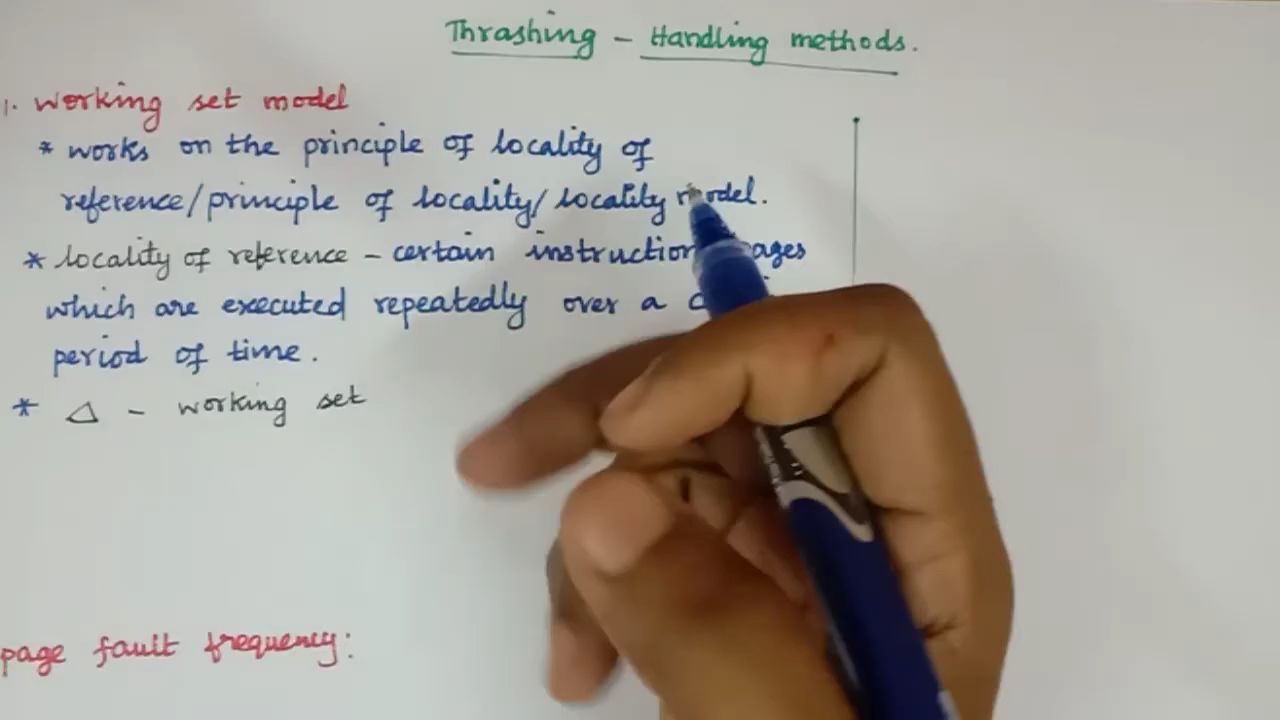 Thrashing - Handling methods.
1. Working set model
* works on the principle of locality of
reference/principle of locality/locality model.
* locality of reference - certain instruction ages
which are executed repeatedly over a
period of time.
* Δ - working set
page fault frequency: